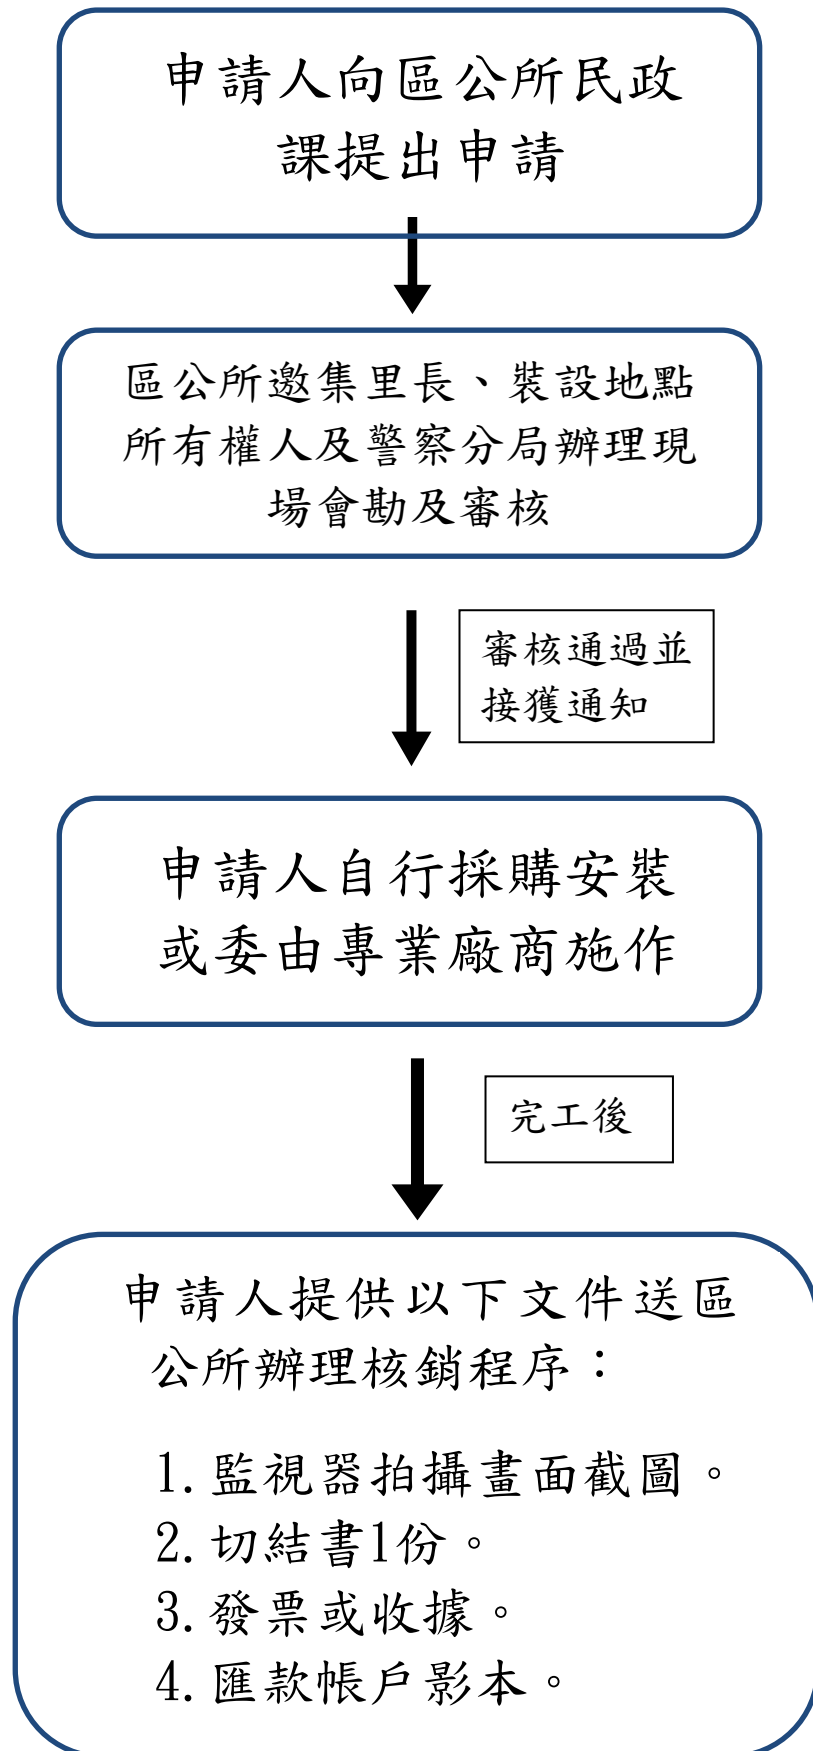 申請人向區公所民政
課提出申請
區公所邀集里長、裝設地點
所有權人及警察分局辦理現
場會勘及審核
審核通過並
接獲通知
申請人自行採購安裝
或委由專業廠商施作
完工後
申請人提供以下文件送區
公所辦理核銷程序：
1.監視器拍攝畫面截圖。
2.切結書1份。
3.發票或收據。
4.匯款帳戶影本。